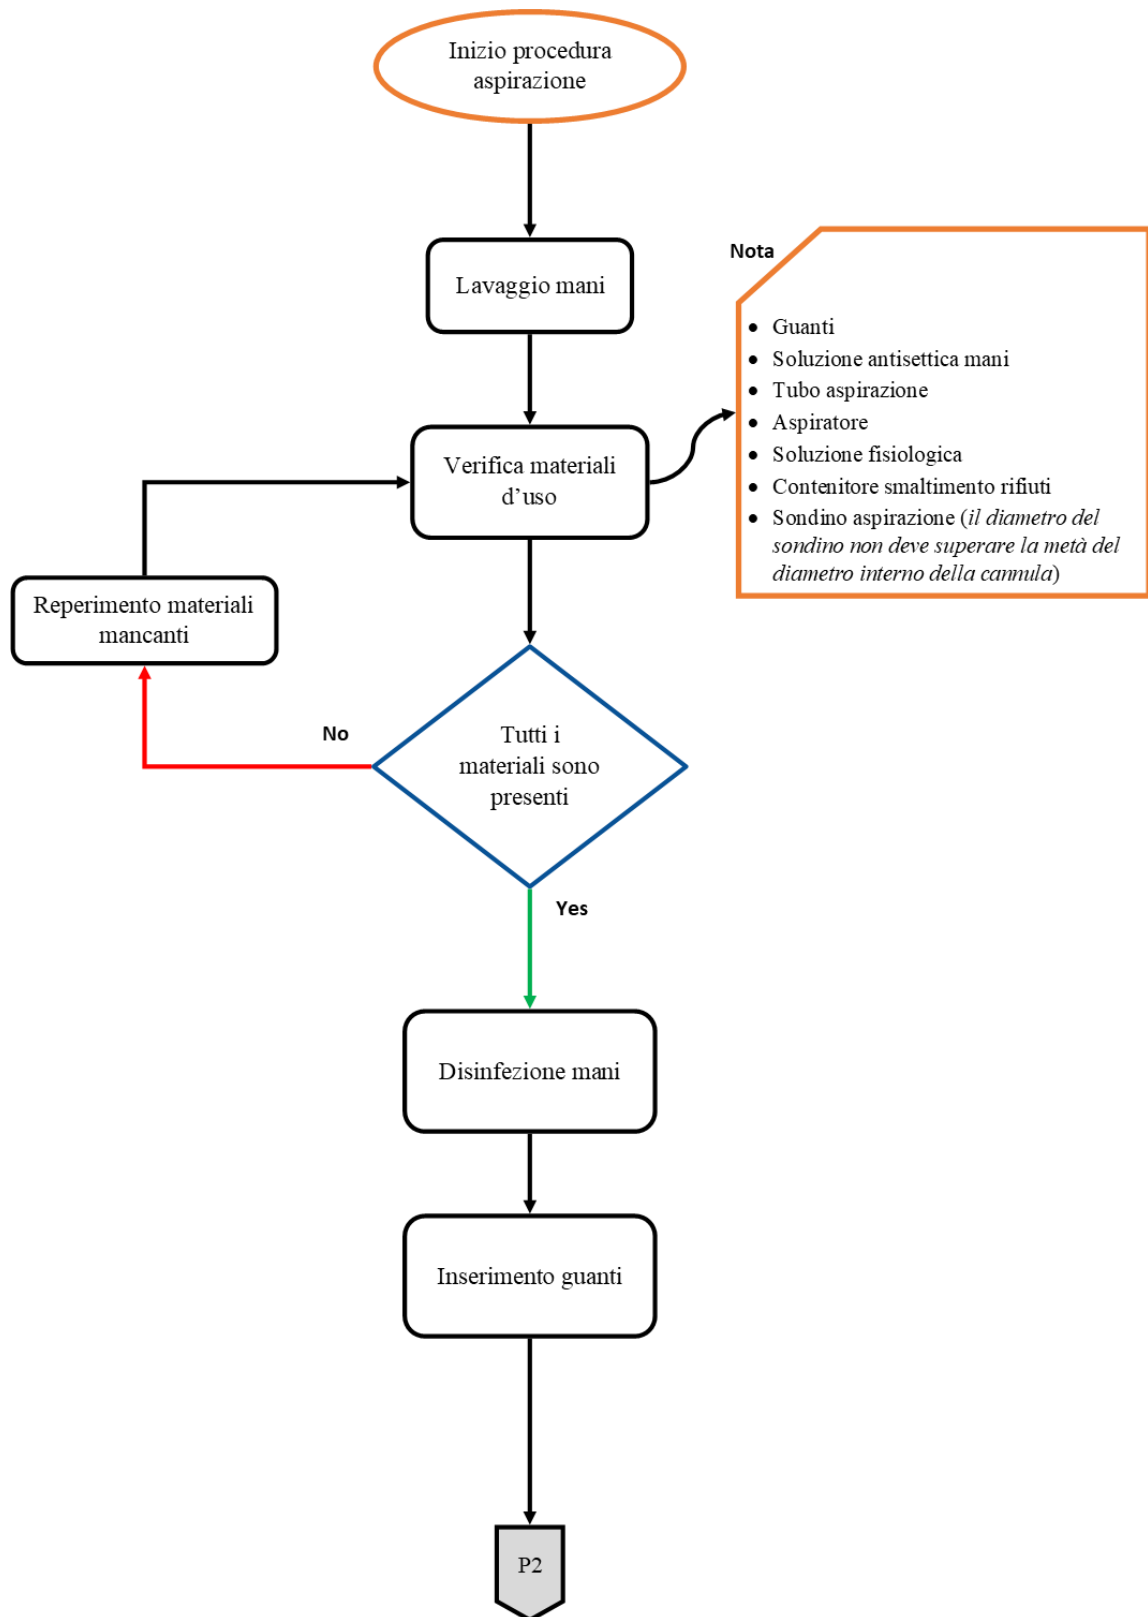 Inizio procedura
aspirazione
Lavaggio mani
Nota
• Guanti
• Soluzione antisettica mani
• Tubo aspirazione
• Aspiratore
• Soluzione fisiologica
• Contenitore smaltimento rifiuti
• Sondino aspirazione (il diametro del
sondino non deve superare la metà del
diametro interno della cannula)
Verifica materiali
d’uso
Reperimento materiali
mancanti
No
Tutti i
materiali sono
presenti
Yes
Disinfezione mani
Inserimento guanti
P2